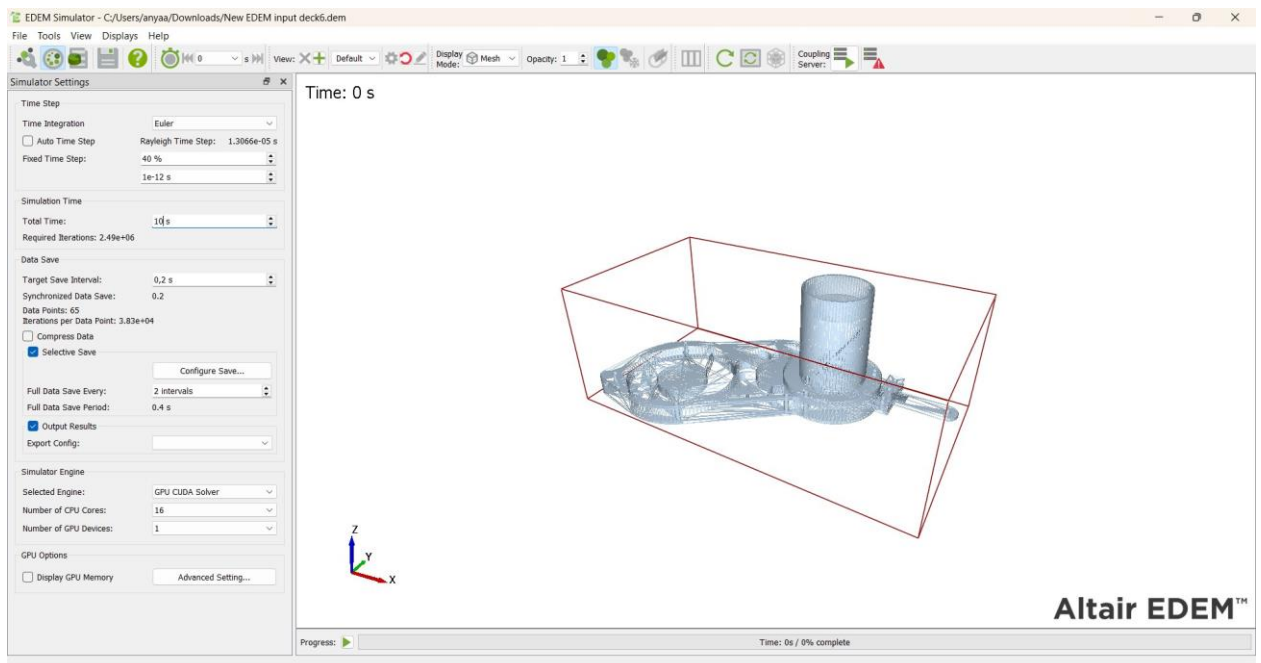 EDEM Simulator - C:/Users/anyaa/Downloads/New EDEM input deck6.dem
File Tools View Displays Help
0 s View: Default Display Mode: Mesh Opacity: 1 Coupling Server:
Simulator Settings
Time: 0 s
Time Step
Time Integration Euler
Auto Time Step Rayleigh Time Step: 1.3066e-05 s
Fixed Time Step: 40 %
1e-12 s
Simulation Time
Total Time: 10 s
Required Iterations: 2.49e+06
Data Save
Target Save Interval: 0,2 s
Synchronized Data Save: 0.2
Data Points: 65
Iterations per Data Point: 3.83e+04
Compress Data
Selective Save
Configure Save...
Full Data Save Every: 2 intervals
Full Data Save Period: 0.4 s
Output Results
Export Config:
Simulator Engine
Selected Engine: GPU CUDA Solver
Number of CPU Cores: 16
Number of GPU Devices: 1
GPU Options
Display GPU Memory Advanced Setting...
Z
Y
X
Altair EDEM™
Progress: Time: 0s / 0% complete